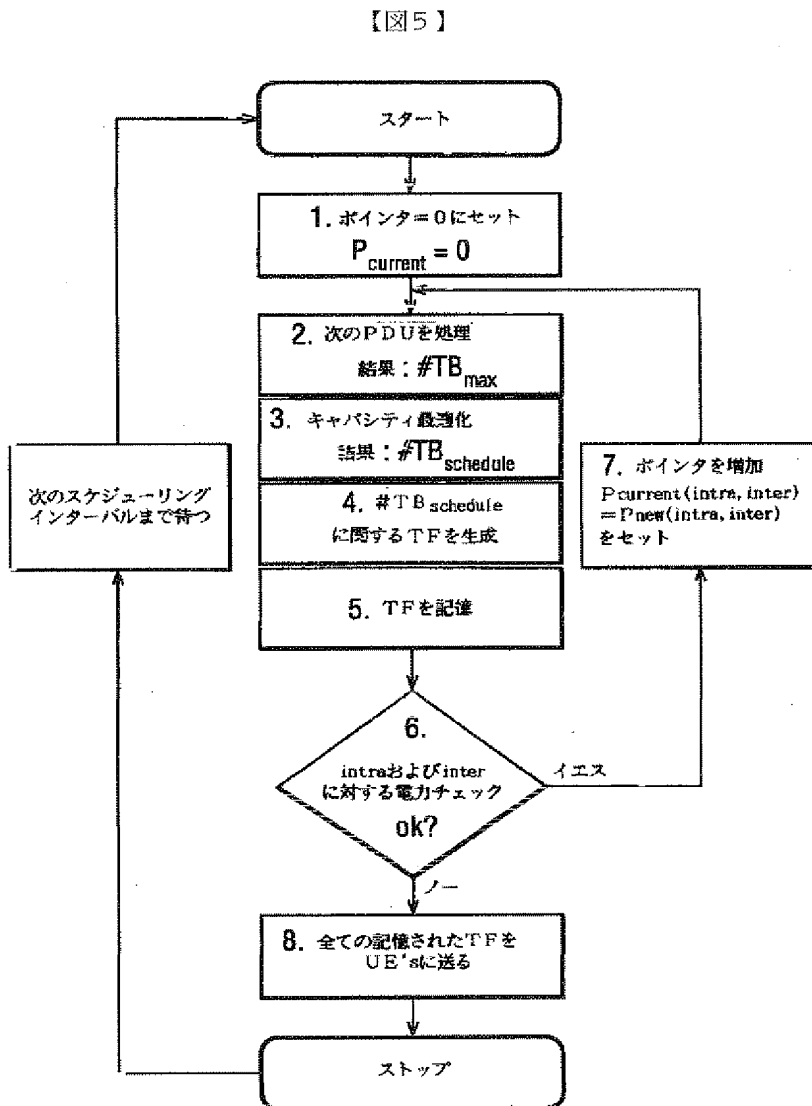 【図5】
スタート
1. ポインタ=0にセット
Pcurrent = 0
2. 次のPDUを処理
結果:#TBmax
3. キャパシティ最適化
結果:#TBschedule
4. #TBschedule
に関するTFを生成
5. TFを記憶
6.
intraおよびinter
に対する電力チェック
ok?
イエス
ノー
7. ポインタを増加
Pcurrent(intra,inter)
=Pnew(intra,inter)
をセット
8. 全ての記憶されたTFを
UE'sに送る
ストップ
次のスケジューリング
インターバルまで待つ